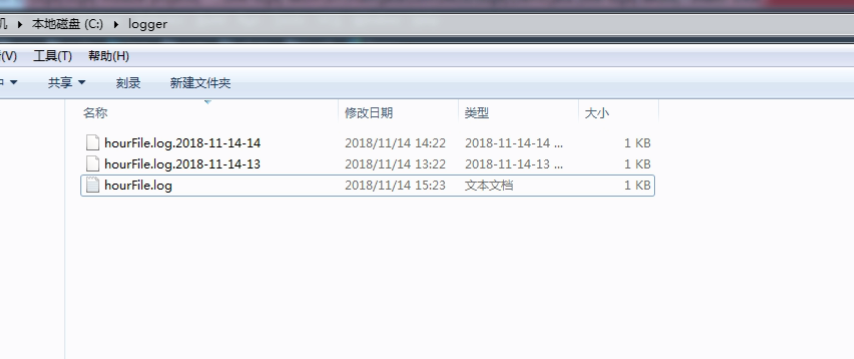 机 ▸ 本地磁盘 (C:) ▸ logger
(V) 工具(T) 帮助(H)
共享 刻录 新建文件夹
名称 修改日期 类型 大小
hourFile.log.2018-11-14-14 2018/11/14 14:22 2018-11-14-14 ... 1 KB
hourFile.log.2018-11-14-13 2018/11/14 13:22 2018-11-14-13 ... 1 KB
hourFile.log 2018/11/14 15:23 文本文档 1 KB